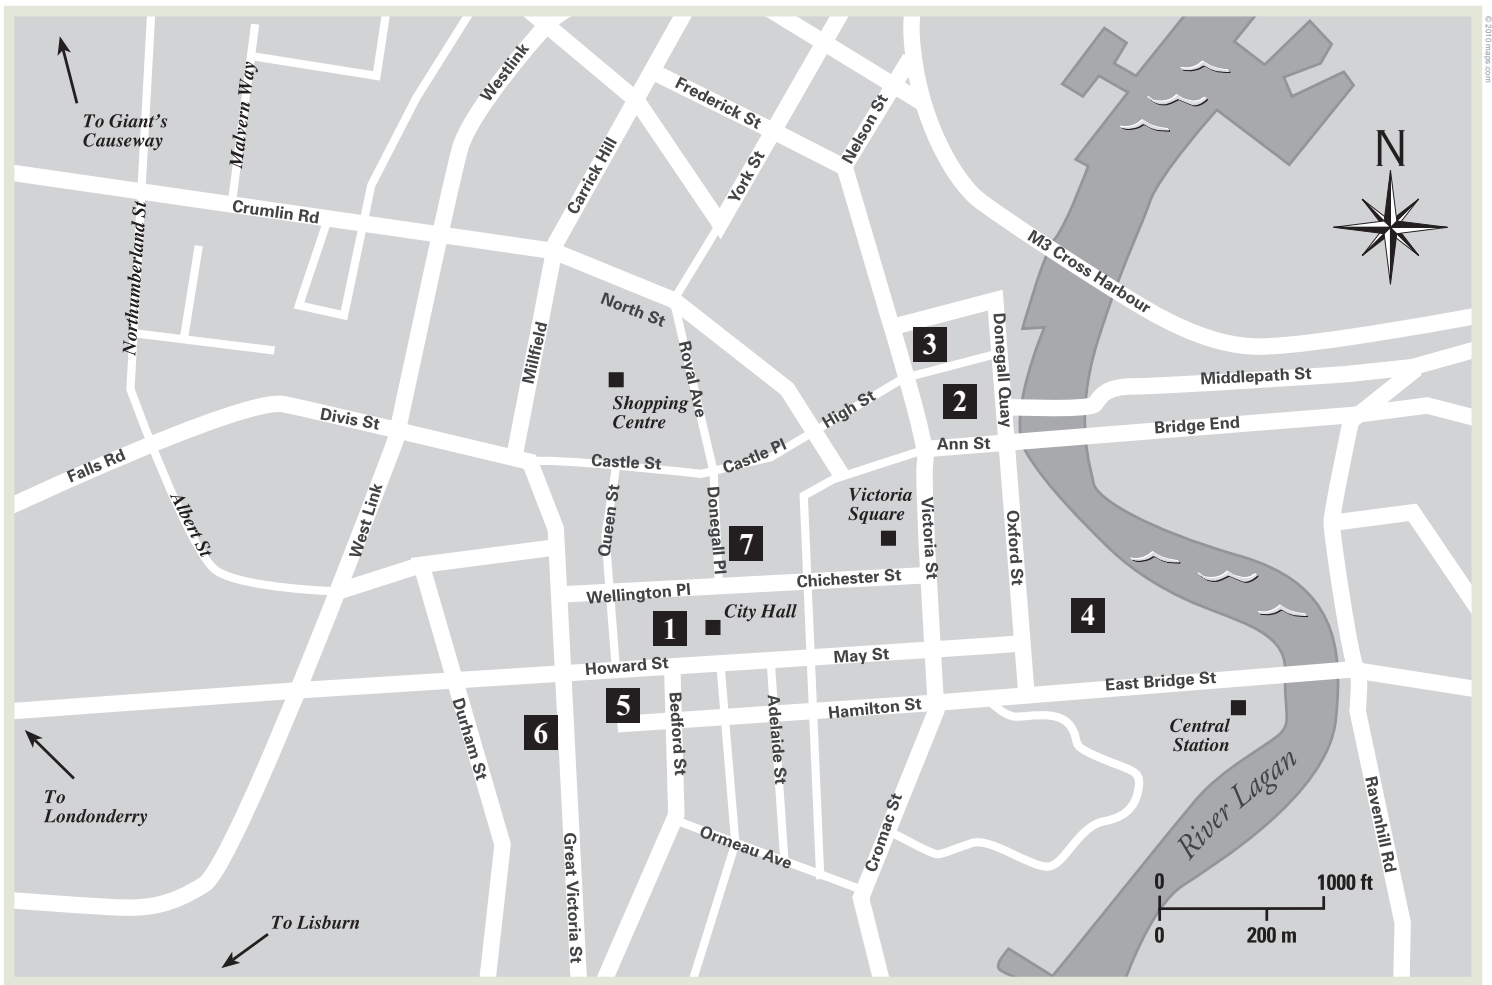 © 2010 maps.com
To Giant's
Causeway
Malvern Way
Westlink
Frederick St
Nelson St
N
Carrick Hill
York St
Crumlin Rd
Northumberland St
M3 Cross Harbour
North St
Millfield
Royal Ave
3
Donegall Quay
Shopping
Centre
High St
2
Middlepath St
Divis St
Bridge End
Ann St
Castle St
Castle Pl
Falls Rd
Albert St
West Link
Queen St
Donegall Pl
7
Victoria
Square
Victoria St
Oxford St
Wellington Pl
Chichester St
1
City Hall
4
Howard St
May St
East Bridge St
5
6
Bedford St
Adelaide St
Hamilton St
Central
Station
Durham St
To
Londonderry
River Lagan
Ravenhill Rd
Great Victoria St
Ormeau Ave
Cromac St
0
1000 ft
0
200 m
To Lisburn